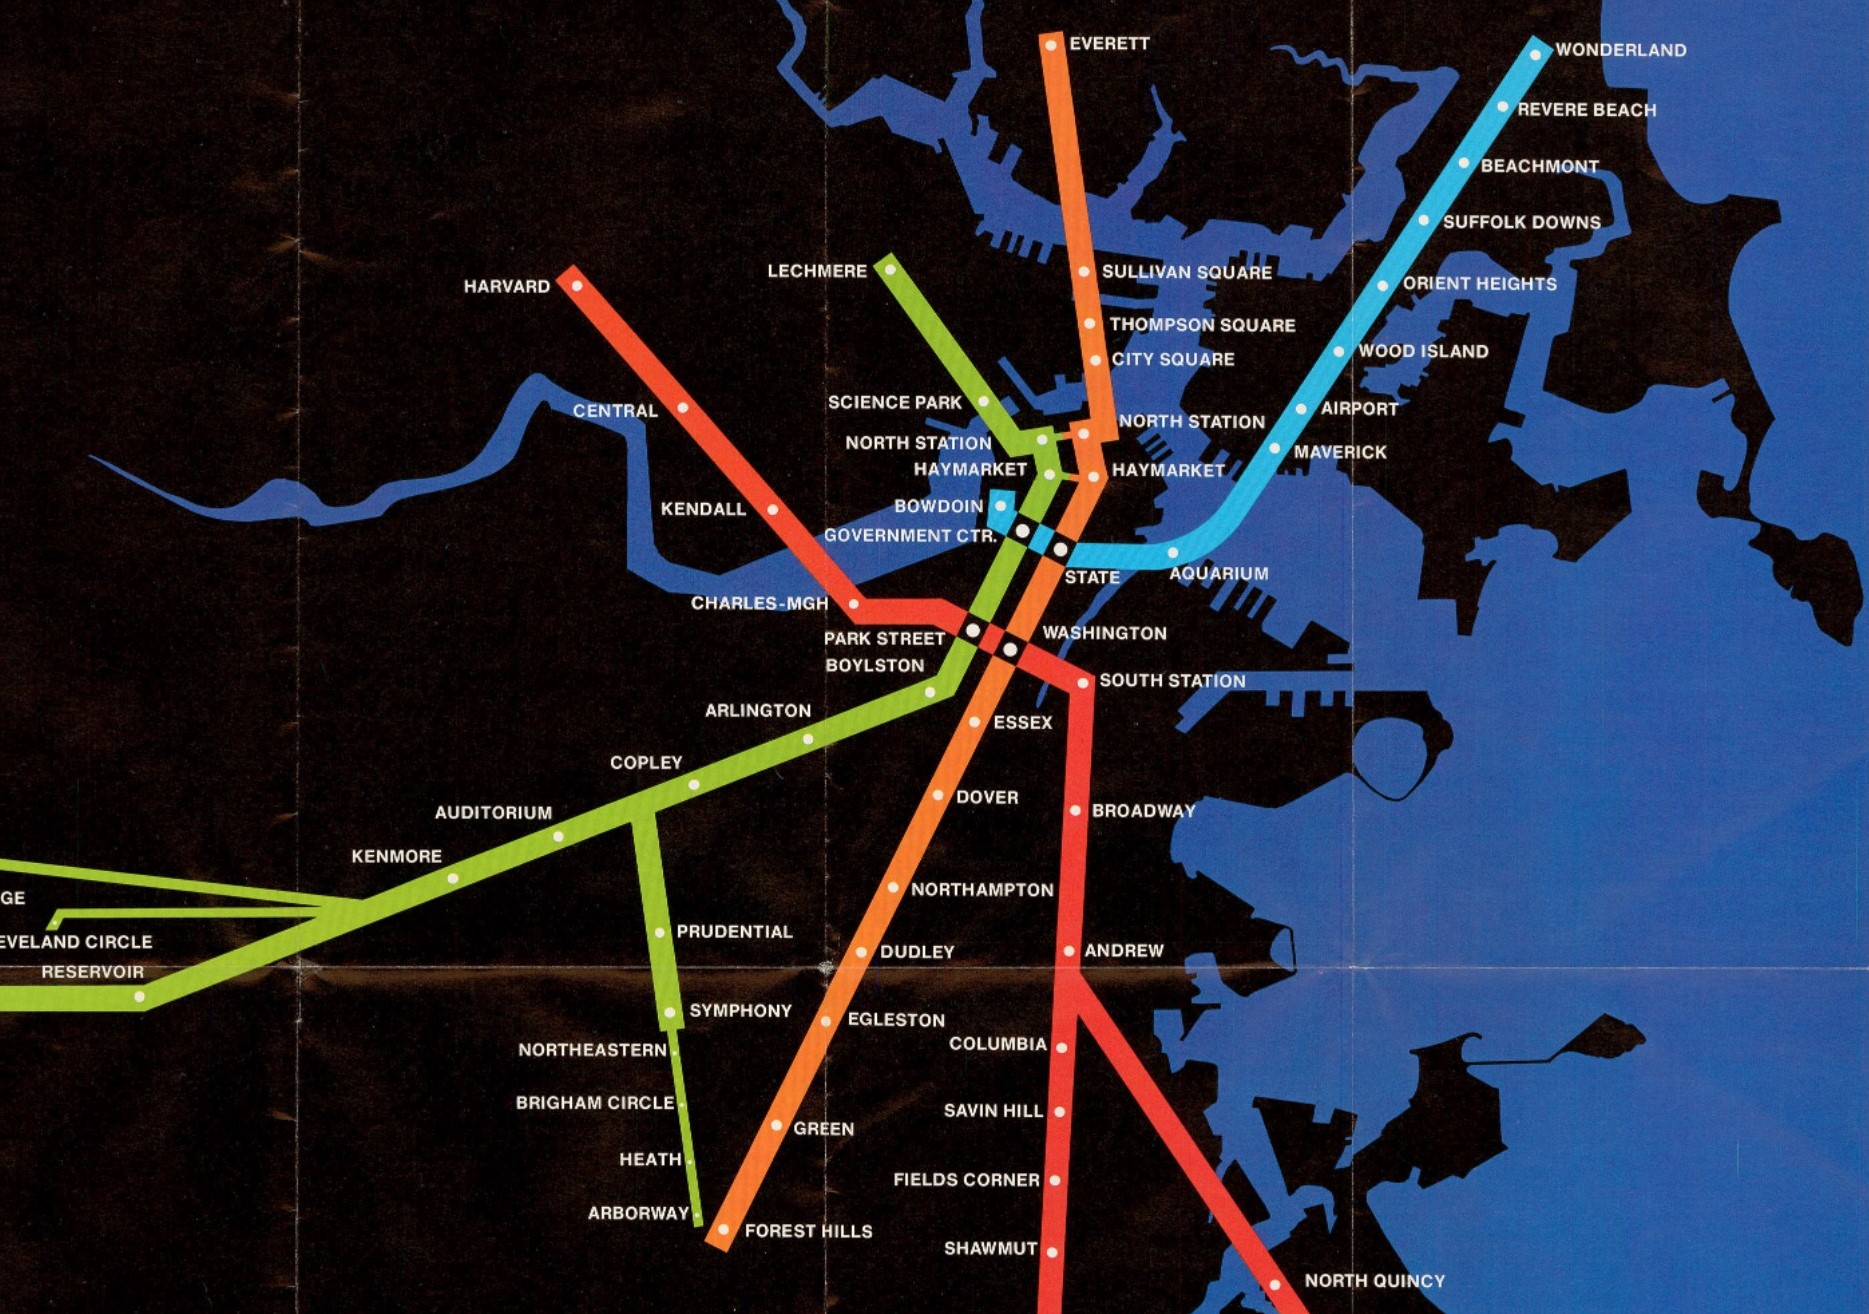 EVERETT
WONDERLAND
REVERE BEACH
BEACHMONT
SUFFOLK DOWNS
HARVARD
LECHMERE
SULLIVAN SQUARE
ORIENT HEIGHTS
THOMPSON SQUARE
CITY SQUARE
WOOD ISLAND
CENTRAL
SCIENCE PARK
AIRPORT
NORTH STATION
NORTH STATION
MAVERICK
HAYMARKET
HAYMARKET
KENDALL
BOWDOIN
GOVERNMENT CTR.
STATE
AQUARIUM
CHARLES-MGH
PARK STREET
WASHINGTON
BOYLSTON
SOUTH STATION
ARLINGTON
ESSEX
COPLEY
DOVER
AUDITORIUM
BROADWAY
KENMORE
NORTHAMPTON
GE
PRUDENTIAL
EVELAND CIRCLE
DUDLEY
ANDREW
RESERVOIR
SYMPHONY
EGLESTON
NORTHEASTERN
COLUMBIA
BRIGHAM CIRCLE
SAVIN HILL
GREEN
HEATH
FIELDS CORNER
ARBORWAY
FOREST HILLS
SHAWMUT
NORTH QUINCY